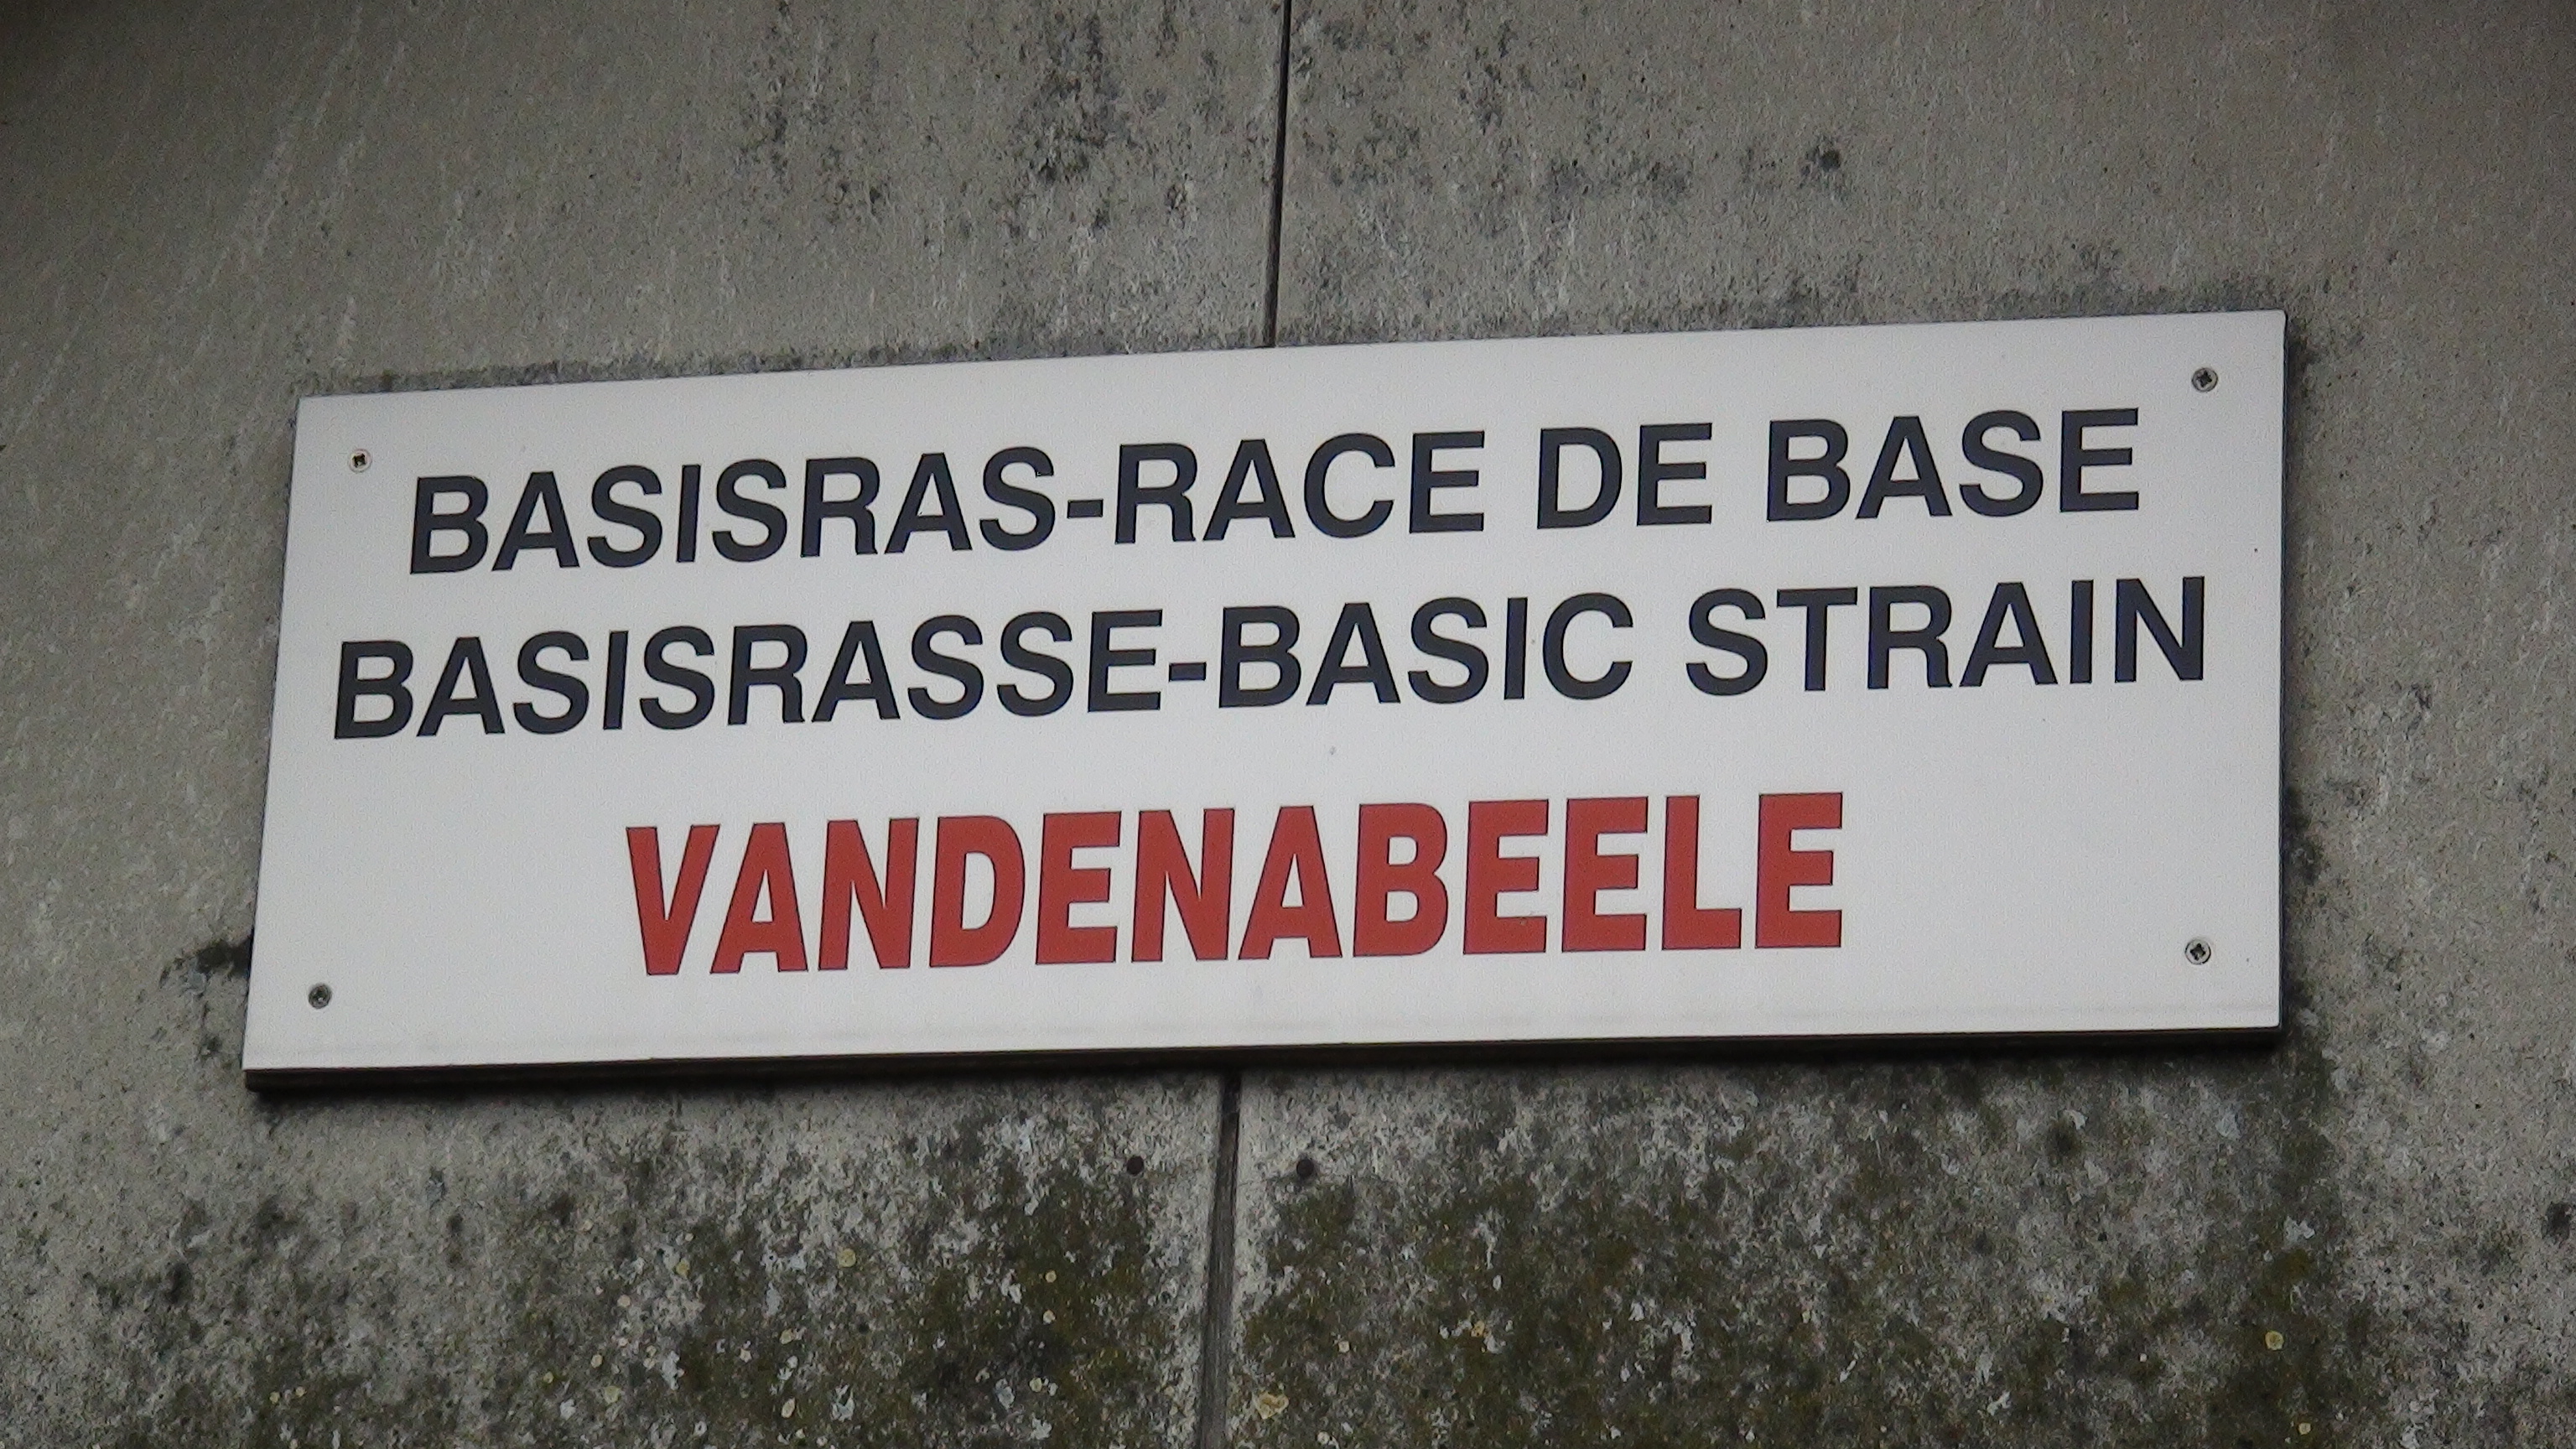 BASISRAS-RACE DE BASE
BASISRASSE-BASIC STRAIN
VANDENABEELE